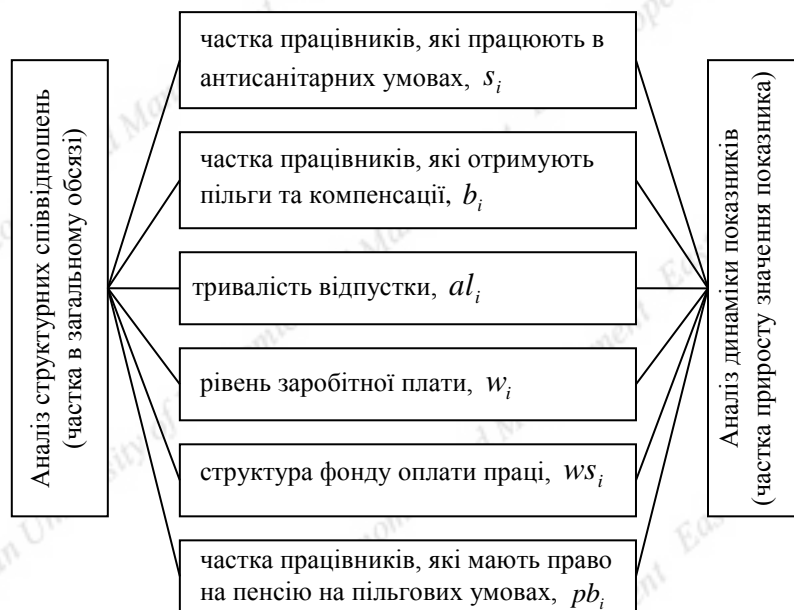 Аналіз структурних співвідношень
(частка в загальному обсязі)
частка працівників, які працюють в
антисанітарних умовах, s_i
частка працівників, які отримують
пільги та компенсації, b_i
тривалість відпустки, al_i
рівень заробітної плати, w_i
структура фонду оплати праці, ws_i
частка працівників, які мають право
на пенсію на пільгових умовах, pb_i
Аналіз динаміки показників
(частка приросту значення показника)